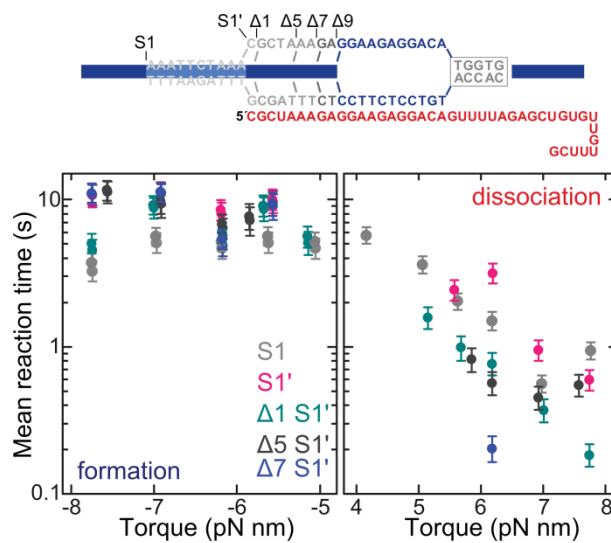 S1' Δ1 Δ5 Δ7 Δ9
S1
CGCTAAAGAGGAAGAGGACA
AAATTCTAAA
TTTAAGATTT
TGGTG
ACCAC
GCGATTTCTCCTTCTCCTGT
5´CGCUAAAGAGGAAGAGGACAGUUUUAGAGCUGUGU
U
U
G
GCUUU
Mean reaction time (s)
10
1
0.1
S1
S1'
Δ1 S1'
Δ5 S1'
Δ7 S1'
formation
dissociation
-8 -7 -6 -5
4 5 6 7 8
Torque (pN nm)
Torque (pN nm)